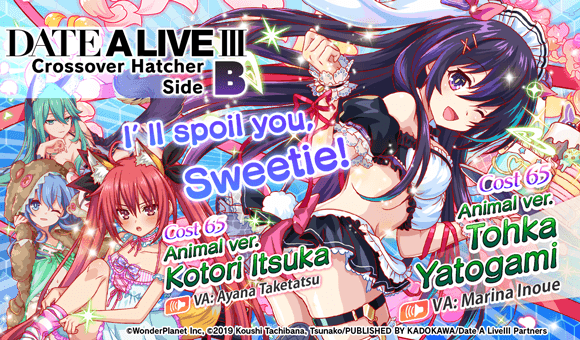 DATE A LIVE III
Crossover Hatcher
Side B
I'll spoil you,
Sweetie!
Cost 65
Animal ver.
Kotori Itsuka
VA: Ayana Taketatsu
Cost 65
Animal ver.
Tohka
Yatogami
VA: Marina Inoue
©WonderPlanet Inc, ©2019 Koushi Tachibana, Tsunako/PUBLISHED BY KADOKAWA/Date A LiveIII Partners